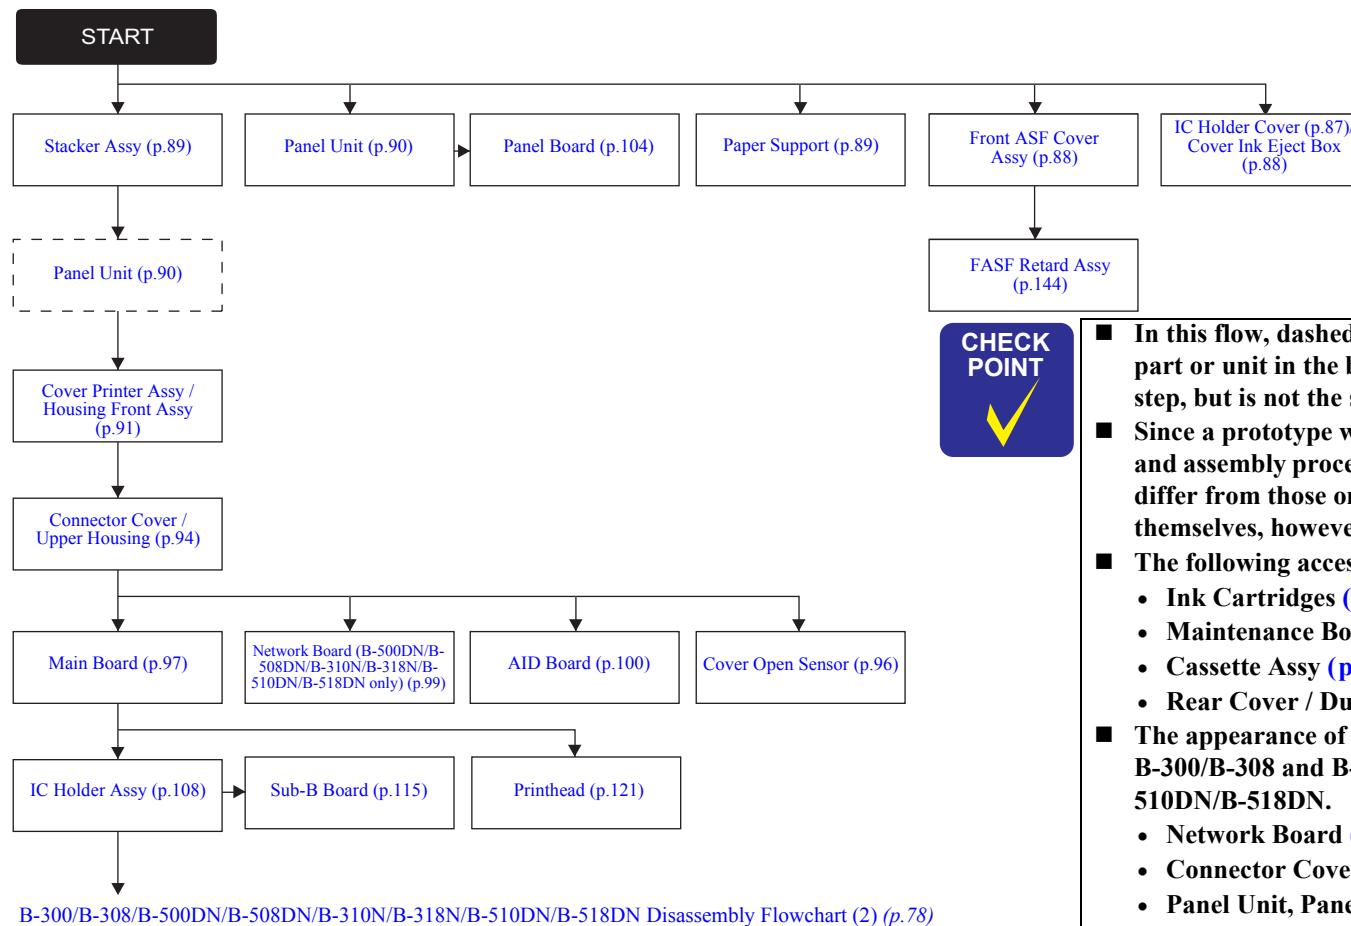 START
Stacker Assy (p.89)
Panel Unit (p.90)
Panel Board (p.104)
Paper Support (p.89)
Front ASF Cover
Assy (p.88)
IC Holder Cover (p.87)/
Cover Ink Eject Box
(p.88)
Panel Unit (p.90)
FASF Retard Assy
(p.144)
Cover Printer Assy /
Housing Front Assy
(p.91)
Connector Cover /
Upper Housing (p.94)
Main Board (p.97)
Network Board (B-500DN/B-
508DN/B-310N/B-318N/B-
510DN/B-518DN only) (p.99)
AID Board (p.100)
Cover Open Sensor (p.96)
IC Holder Assy (p.108)
Sub-B Board (p.115)
Printhead (p.121)
B-300/B-308/B-500DN/B-508DN/B-310N/B-318N/B-510DN/B-518DN Disassembly Flowchart (2) (p.78)
CHECK
POINT
In this flow, dashed
part or unit in the
step, but is not the
Since a prototype
and assembly
differ from those
themselves,
The following
• Ink Cartridges (
• Maintenance
• Cassette Assy (p
• Rear Cover /
The appearance of
B-300/B-308 and
510DN/B-518DN.
• Network Board
• Connector
• Panel Unit,